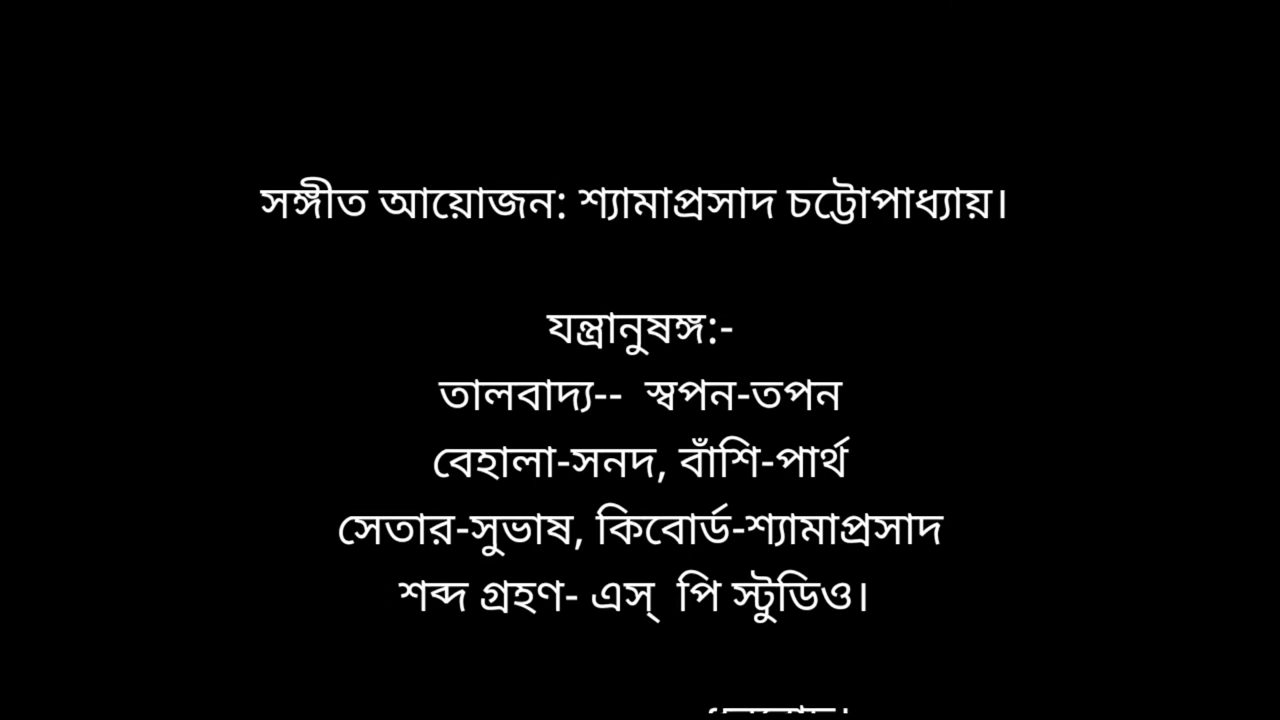 সঙ্গীত আয়োজন: শ্যামাপ্রসাদ চট্টোপাধ্যায়।
যন্ত্রানুষঙ্গ:-
তালবাদ্য-- স্বপন-তপন
বেহালা-সনদ, বাঁশি-পার্থ
সেতার-সুভাষ, কিবোর্ড-শ্যামাপ্রসাদ
শব্দ গ্রহণ- এস্ পি স্টুডিও।